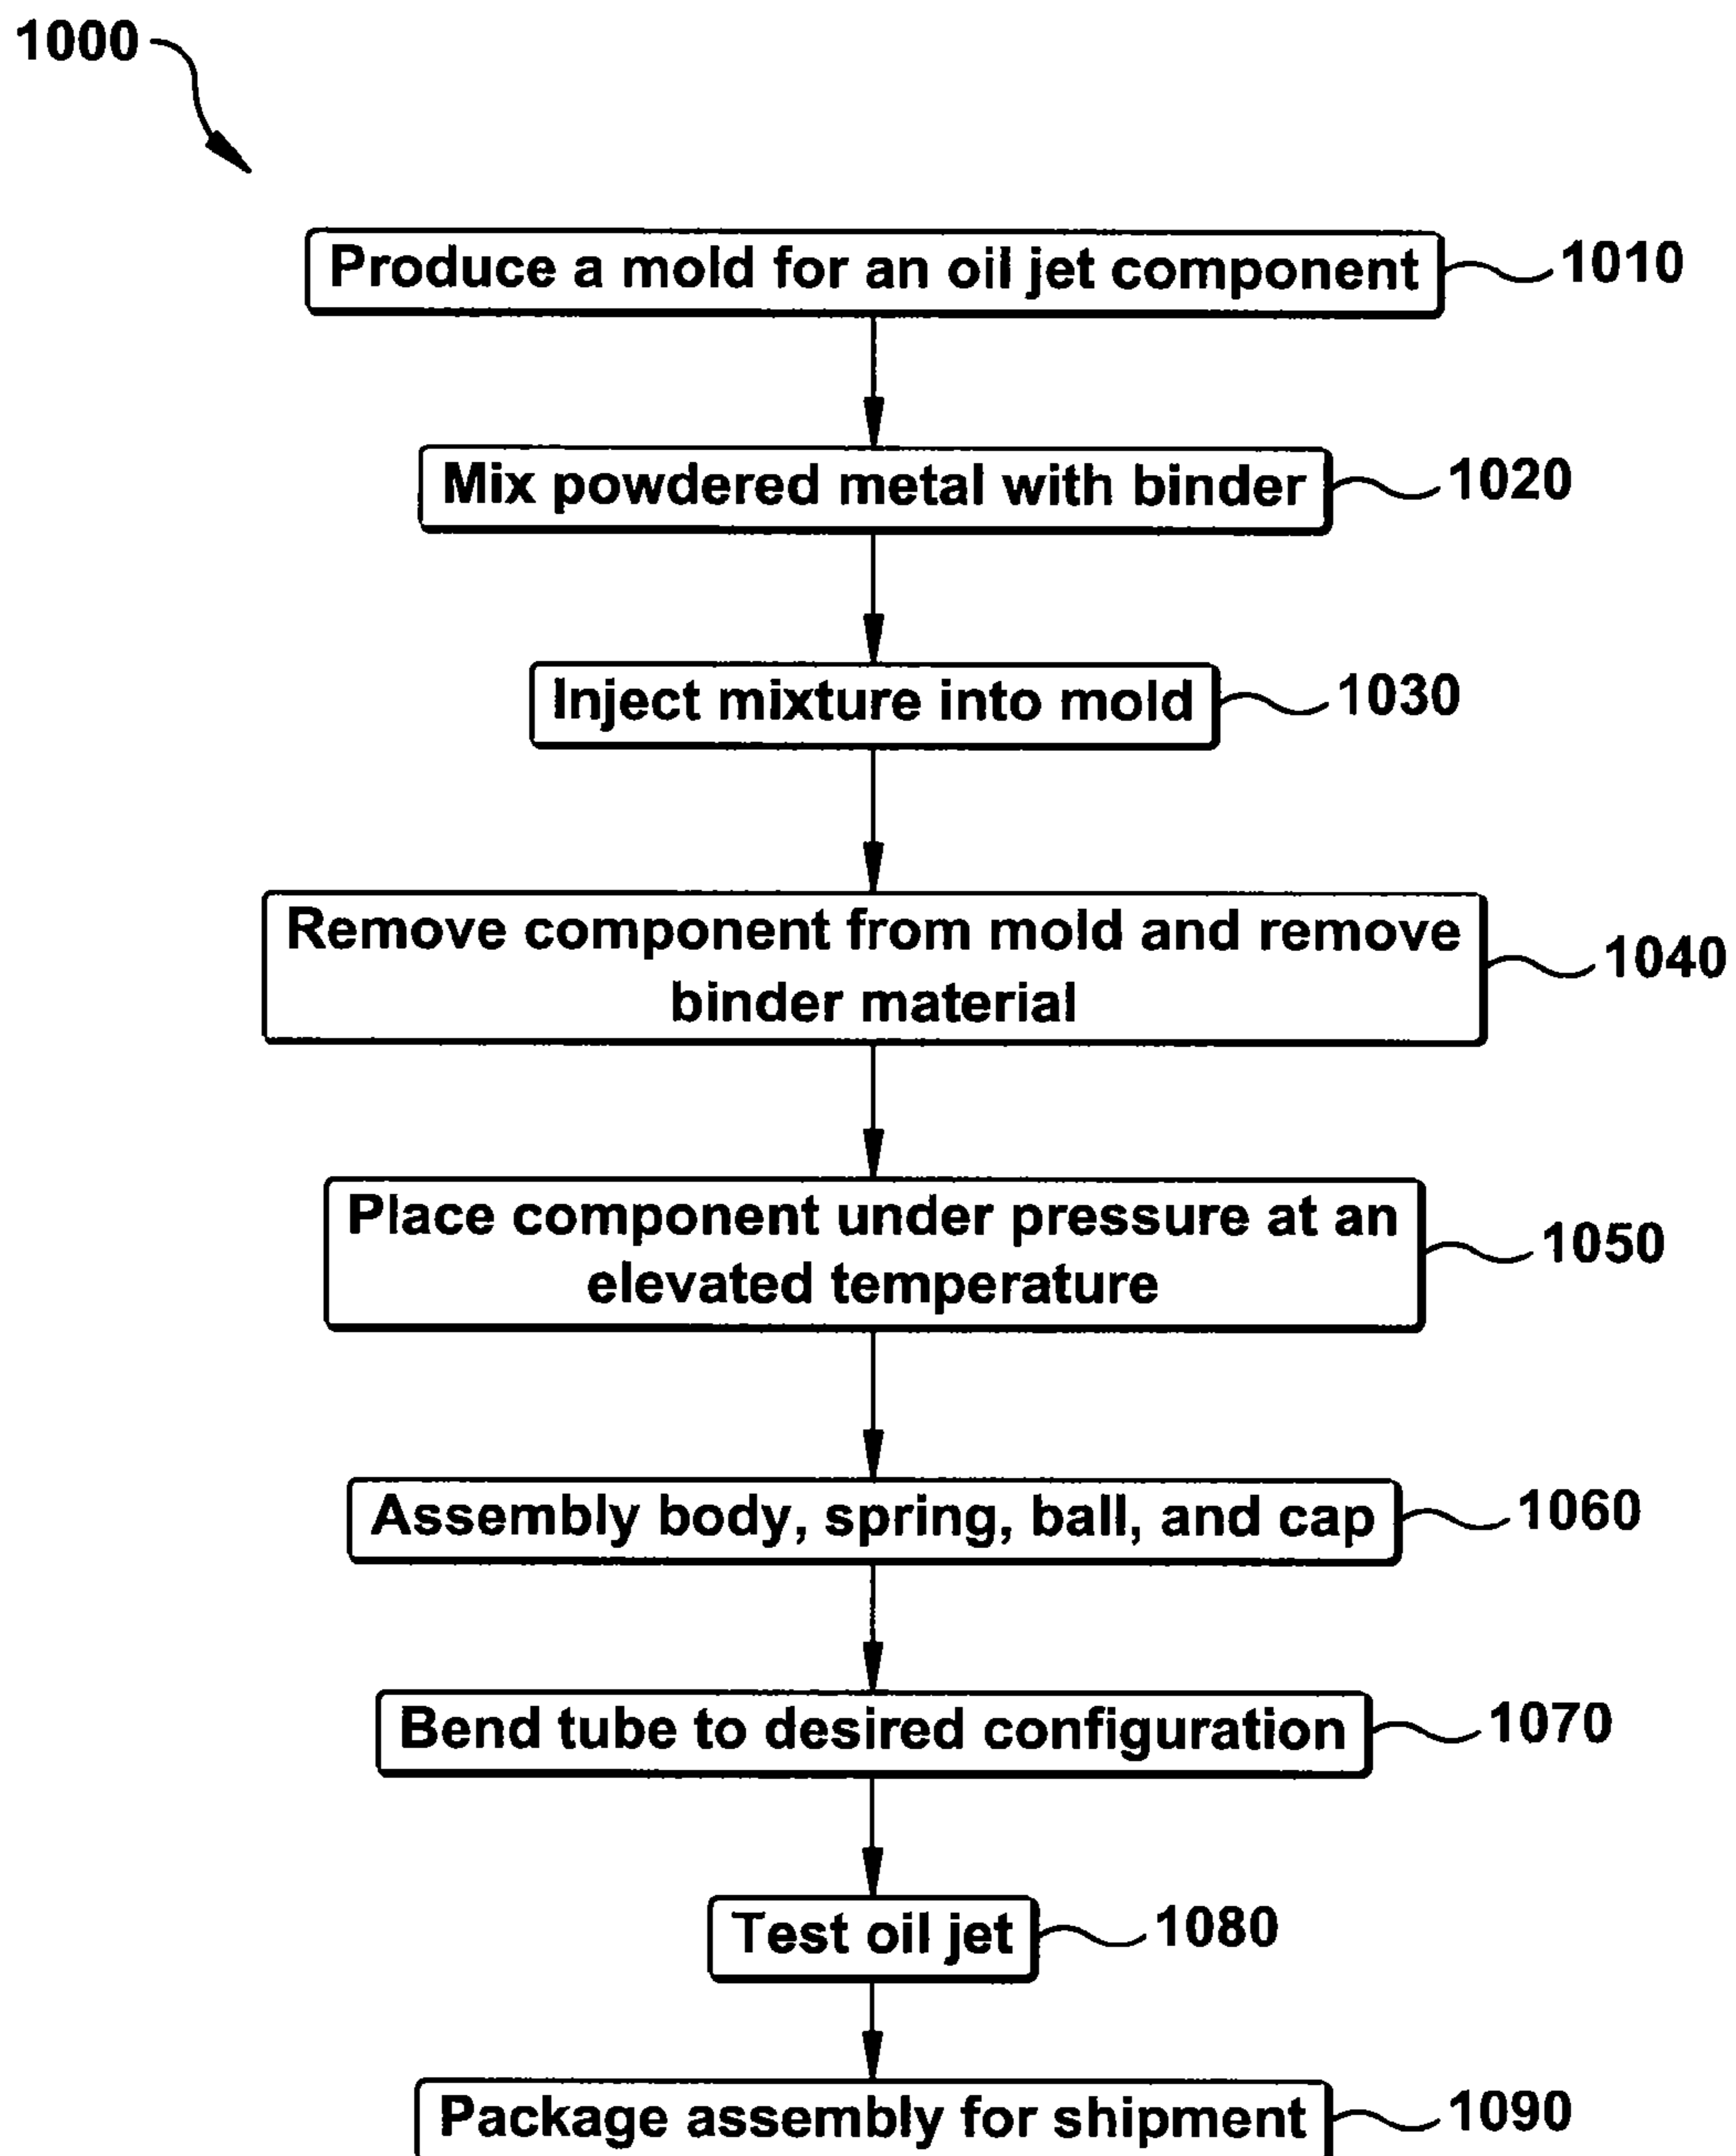 1000
Produce a mold for an oil jet component 1010
Mix powdered metal with binder 1020
Inject mixture into mold 1030
Remove component from mold and remove
binder material
1040
Place component under pressure at an
elevated temperature
1050
Assembly body, spring, ball, and cap 1060
Bend tube to desired configuration 1070
Test oil jet 1080
Package assembly for shipment 1090